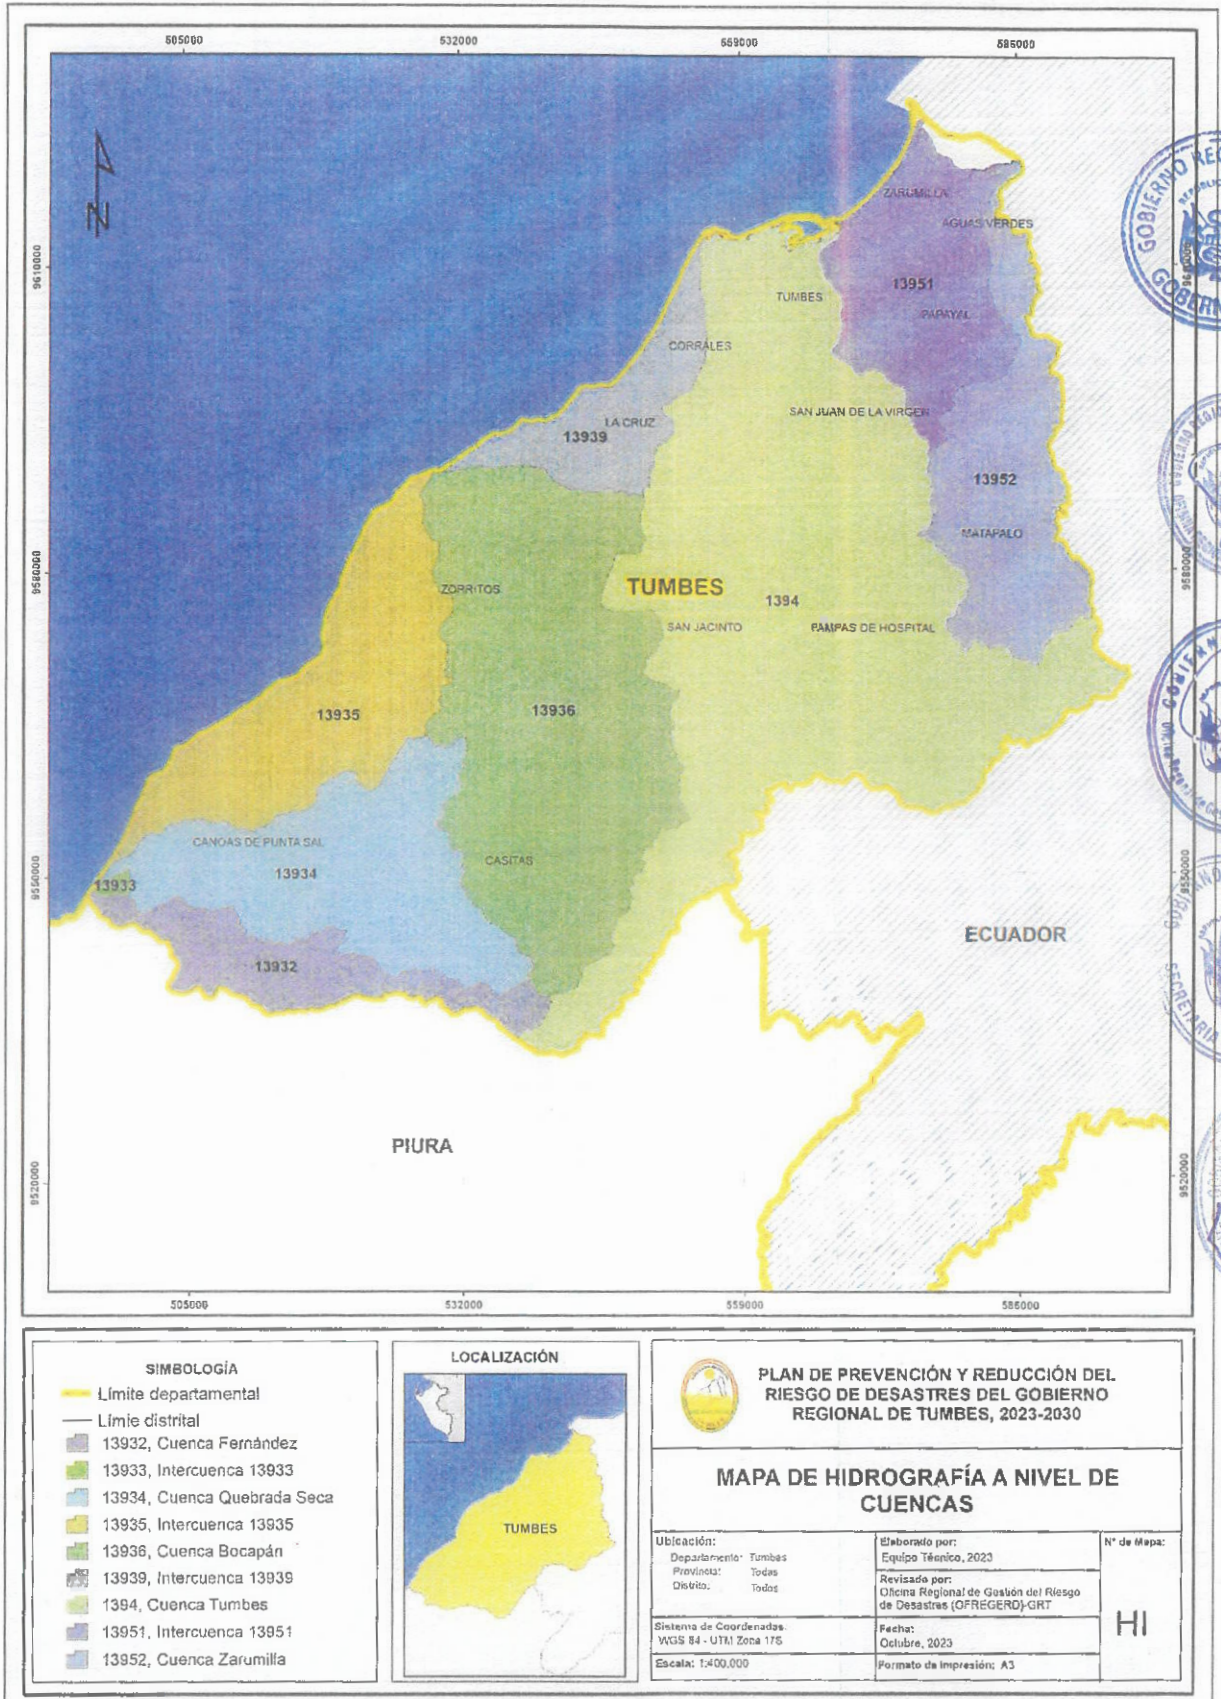 505000 532000 559000 586000
N
ZARUMILLA
AGUAS VERDES
9610000
13951
TUMBES
PAPAYAL
CORRALES
SAN JUAN DE LA VIRGEN
LA CRUZ
13939
13952
MATAPALO
9580000
9580000
ZORRITOS
TUMBES
1394
SAN JACINTO
PAMPAS DE HOSPITAL
13935
13936
CANOAS DE PUNTA SAL
CASITAS
13934
13933
9550000
9550000
ECUADOR
13932
PIURA
9520000
9520000
505000 532000 559000 586000
GOBIERNO
SECRETARIA
SIMBOLOGÍA
Límite departamental
Límie distrital
13932, Cuenca Fernández
13933, Intercuenca 13933
13934, Cuenca Quebrada Seca
13935, Intercuenca 13935
13936, Cuenca Bocapán
13939, Intercuenca 13939
1394, Cuenca Tumbes
13951, Intercuenca 13951
13952, Cuenca Zarumilla
LOCALIZACIÓN
TUMBES
PLAN DE PREVENCIÓN Y REDUCCIÓN DEL
RIESGO DE DESASTRES DEL GOBIERNO
REGIONAL DE TUMBES, 2023-2030
MAPA DE HIDROGRAFÍA A NIVEL DE
CUENCAS
Ubicación:
Departamento: Tumbes
Provincia: Todas
Distrito: Todos
Elaborado por:
Equipo Técnico, 2023
Revisado por:
Oficina Regional de Gestión del Riesgo
de Desastres (OFREGERD)-GRT
N° de Mapa:
HI
Sistema de Coordenadas
WGS 84 - UTM Zona 17S
Fecha:
Octubre, 2023
Escala: 1:400,000
Formato de Impresión: A3